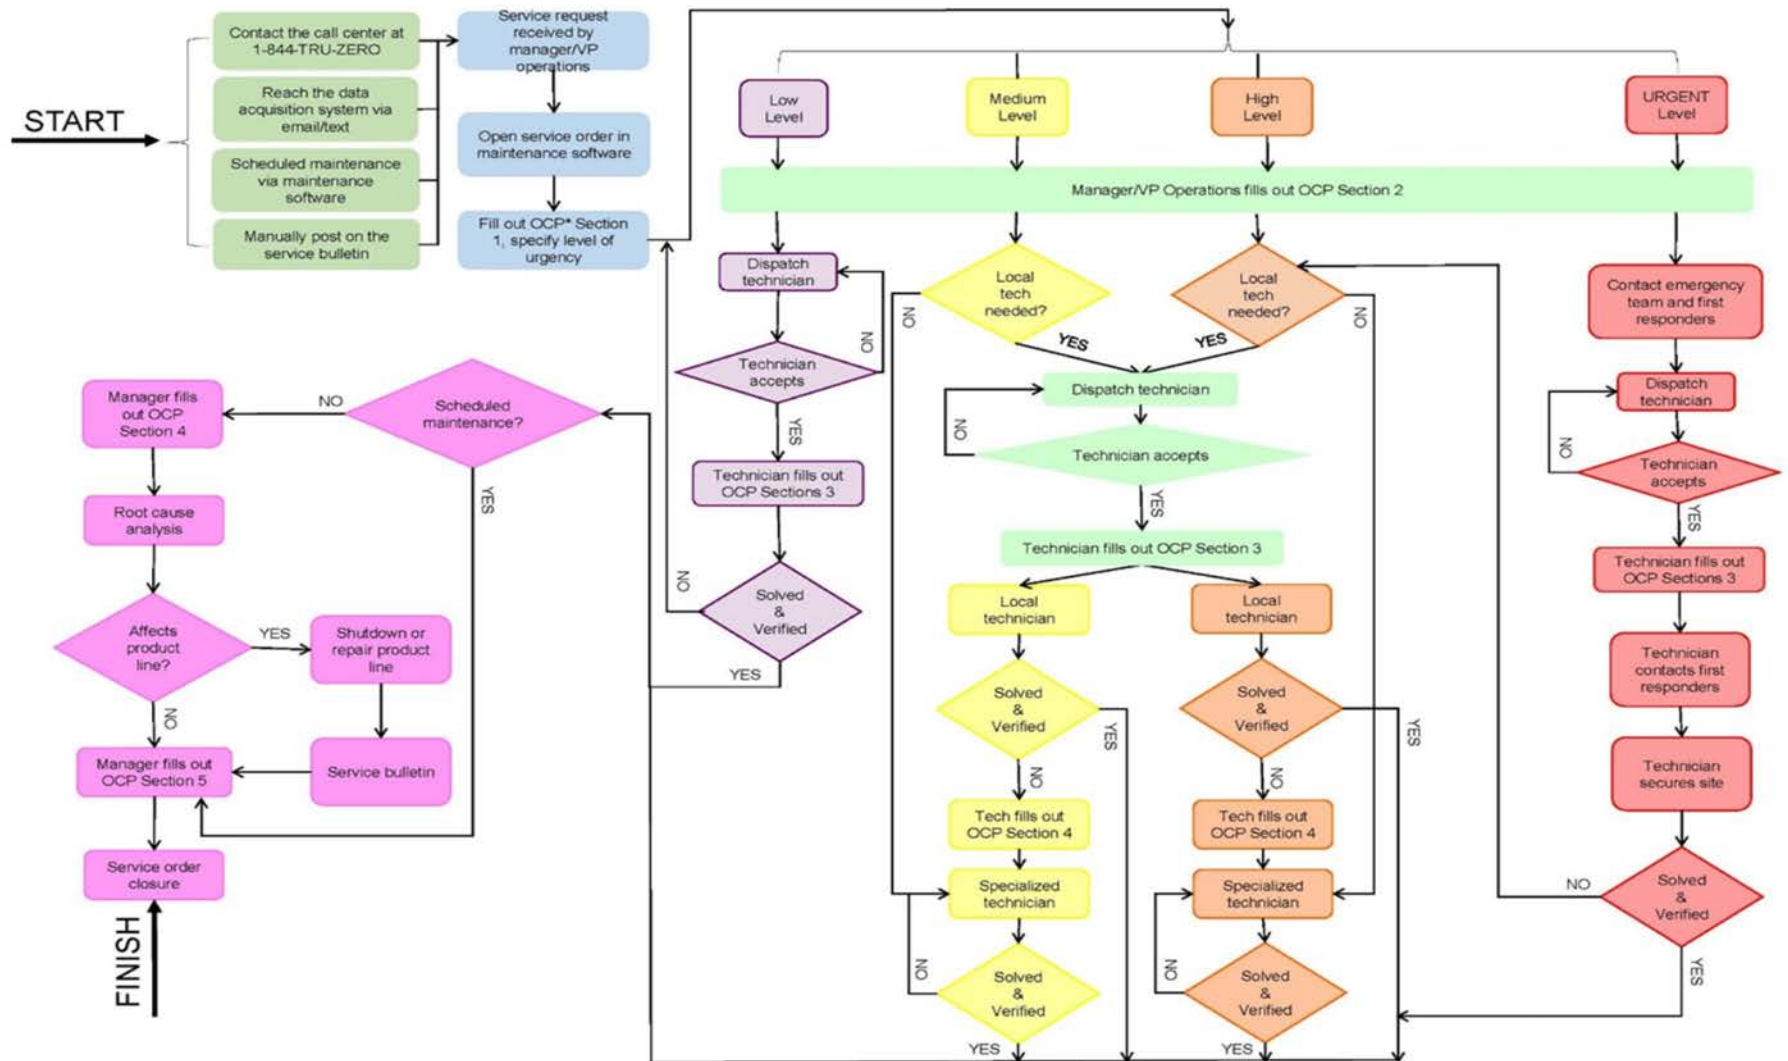 START
Contact the call center at
1-844-TRU-ZERO
Reach the data
acquisition system via
email/text
Scheduled maintenance
via maintenance
software
Manually post on the
service bulletin
Service request
received by
manager/VP
operations
Open service order in
maintenance software
Fill out OCP* Section
1, specify level of
urgency
Low
Level
Medium
Level
High
Level
URGENT
Level
Manager/VP Operations fills out OCP Section 2
Dispatch
technician
NO
Technician
accepts
YES
Technician fills out
OCP Sections 3
NO
Solved
&
Verified
YES
Local
tech
needed?
NO
YES
Local
tech
needed?
NO
YES
Dispatch technician
NO
Technician accepts
YES
Technician fills out OCP Section 3
Local
technician
Solved
&
Verified
YES
NO
Tech fills out
OCP Section 4
Specialized
technician
NO
Solved
&
Verified
YES
Local
technician
Solved
&
Verified
YES
NO
Tech fills out
OCP Section 4
Specialized
technician
NO
Solved
&
Verified
YES
Contact emergency
team and first
responders
Dispatch
technician
NO
Technician
accepts
YES
Technician fills out
OCP Sections 3
Technician
contacts first
responders
Technician
secures site
NO
Solved
&
Verified
YES
Scheduled
maintenance?
NO
YES
Manager fills
out OCP
Section 4
Root cause
analysis
Affects
product
line?
YES
Shutdown or
repair product
line
NO
Service bulletin
Manager fills out
OCP Section 5
Service order
closure
FINISH